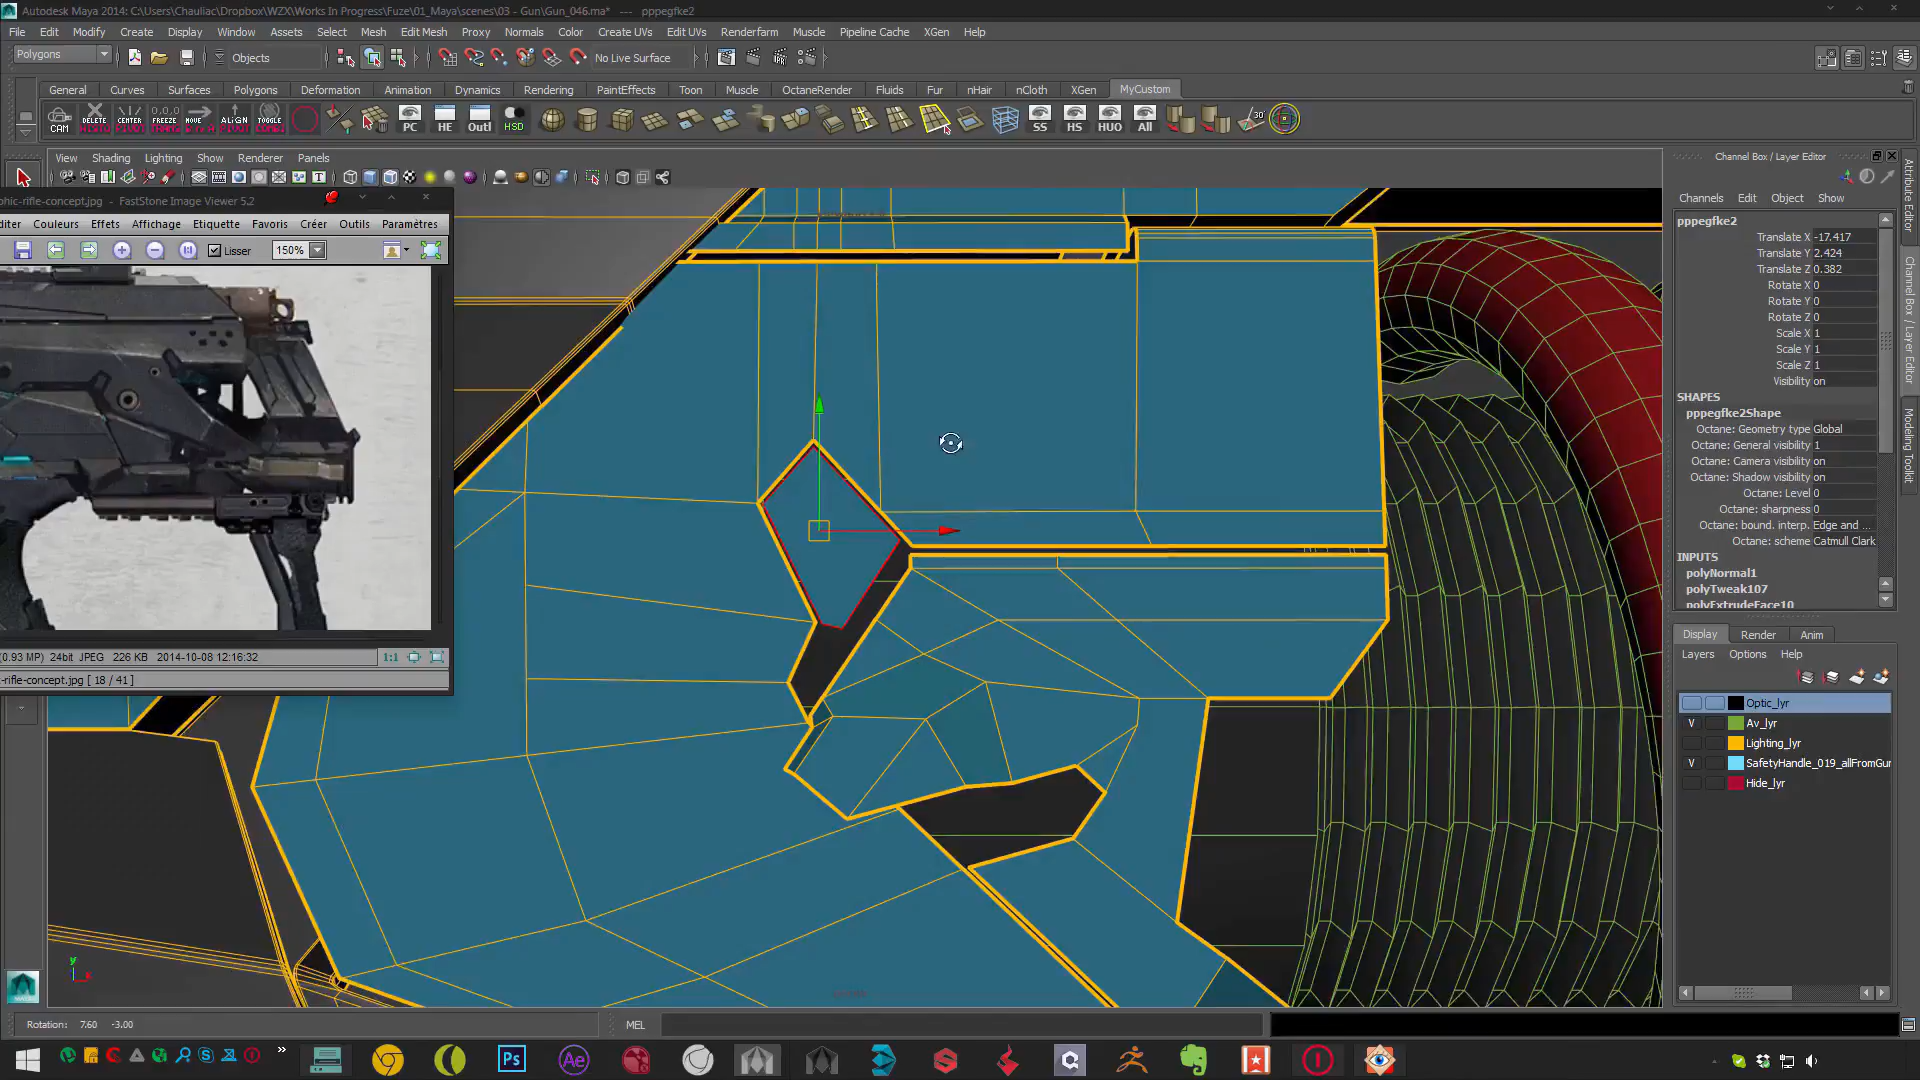 Autodesk Maya 2014: C:\Users\Chauliac\Dropbox\WZX\Works In Progress\Fuze\01_Maya\scenes\03 - Gun\Gun_046.ma* --- pppegfke2
File Edit Modify Create Display Window Assets Select Mesh Edit Mesh Proxy Normals Color Create UVs Edit UVs Renderfarm Muscle Pipeline Cache XGen Help
Polygons Objects No Live Surface
General Curves Surfaces Polygons Deformation Animation Dynamics Rendering PaintEffects Toon Muscle OctaneRender Fluids Fur nHair nCloth XGen MyCustom
CAM DELETE CENTER PIVOT 0,0,0 FREEZE MOVE ALIGN PIVOT TOGGLE PC HE Outl HSD SS HS HUO All 30°
View Shading Lighting Show Renderer Panels
phic-rifle-concept.jpg - FastStone Image Viewer 5.2
diter Couleurs Effets Affichage Etiquette Favoris Créer Outils Paramètres
Lisser 150%
(0.93 MP) 24bit JPEG 226 KB 2014-10-08 12:16:32 1:1
-rifle-concept.jpg [ 18 / 41 ]
Channel Box / Layer Editor
Channels Edit Object Show
pppegfke2
Translate X -17.417
Translate Y 2.424
Translate Z 0.382
Rotate X 0
Rotate Y 0
Rotate Z 0
Scale X 1
Scale Y 1
Scale Z 1
Visibility on
SHAPES
pppegfke2Shape
Octane: Geometry type Global
Octane: General visibility 1
Octane: Camera visibility on
Octane: Shadow visibility on
Octane: Level 0
Octane: sharpness 0
Octane: bound. interp. Edge and ...
Octane: scheme Catmull Clark
INPUTS
polyNormal1
polyTweak107
polyExtrudeFace10
Display Render Anim
Layers Options Help
Optic_lyr
V Av_lyr
Lighting_lyr
V SafetyHandle_019_allFromGur
Hide_lyr
Attribute Editor
Channel Box / Layer Editor
Modeling Toolkit
y
Rotation: 7.60 -3.00
MEL
Ps
Ae